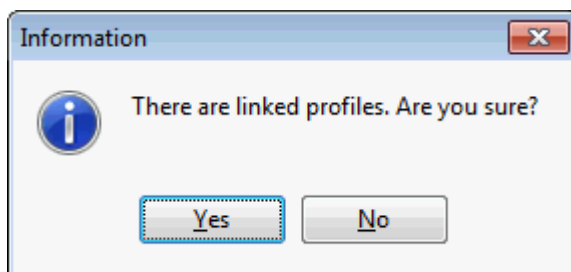 Information
There are linked profiles. Are you sure?
Yes
No